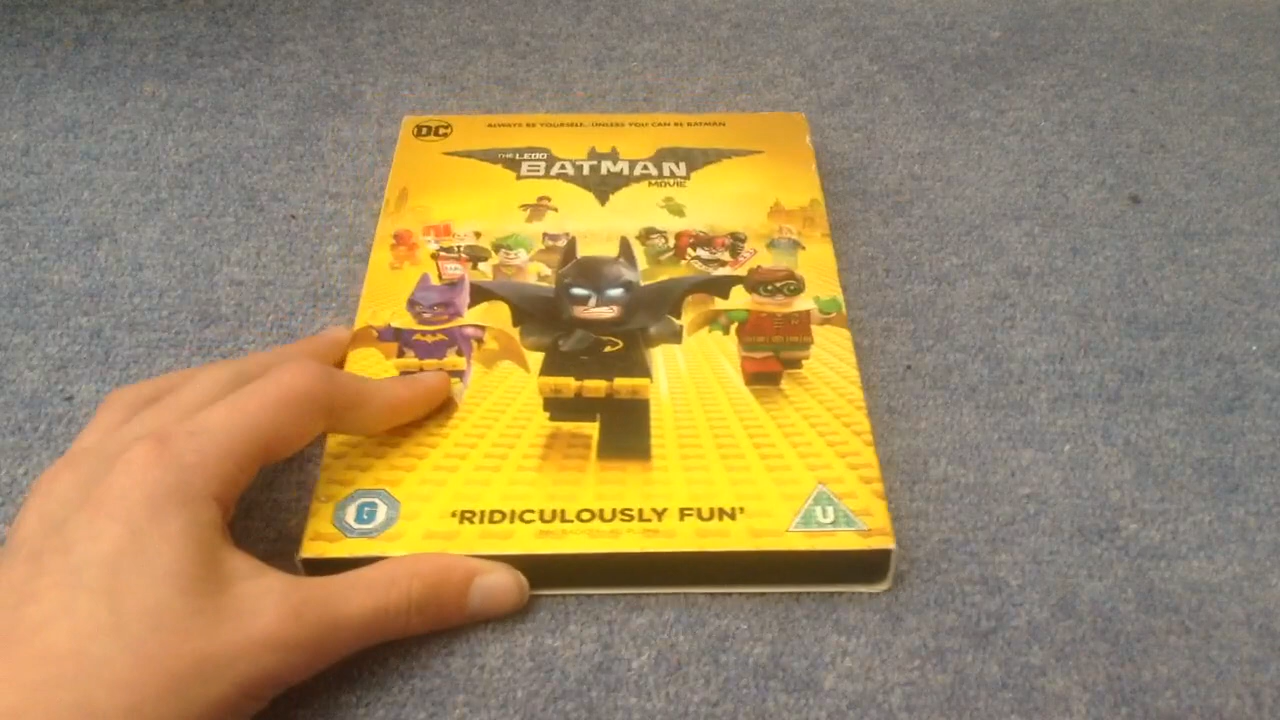 DC
ALWAYS BE YOURSELF. UNLESS YOU CAN BE BATMAN
THE LEGO
BATMAN
MOVIE
'RIDICULOUSLY FUN'
G
U